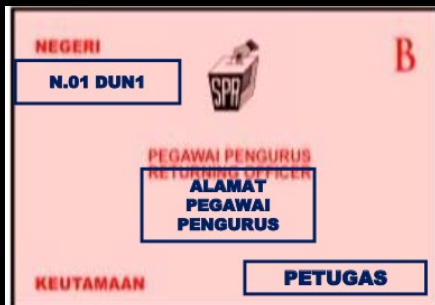 NEGERI
B
N.01 DUN1
SPR
PEGAWAI PENGURUS
RETURNING OFFICER
ALAMAT
PEGAWAI
PENGURUS
KEUTAMAAN
PETUGAS